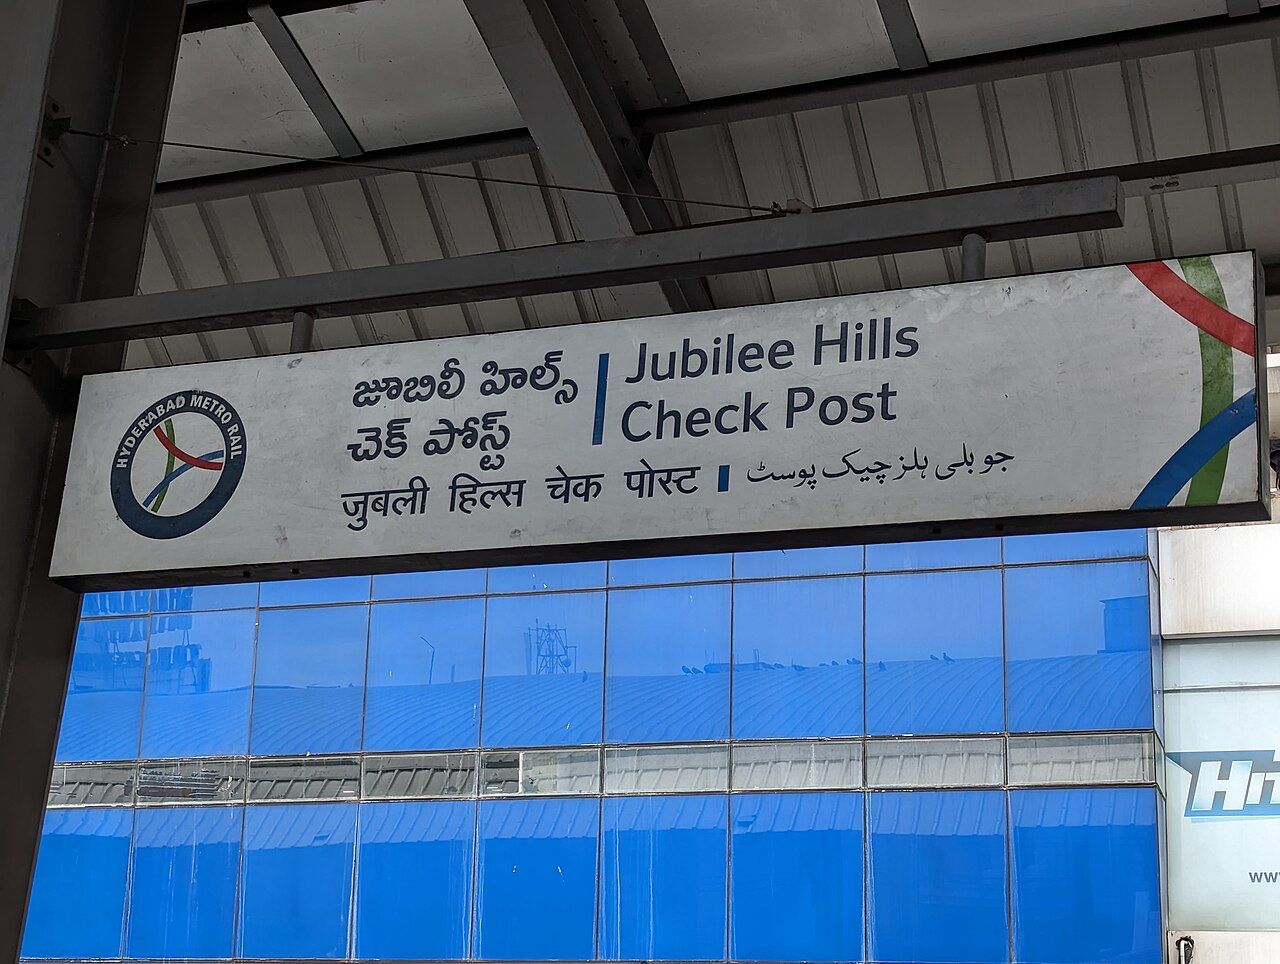 HYDERABAD METRO RAIL
జూబిలీ హిల్స్
చెక్ పోస్ట్
Jubilee Hills
Check Post
जुबली हिल्स चेक पोस्ट
جوبلی ہلز چیک پوسٹ